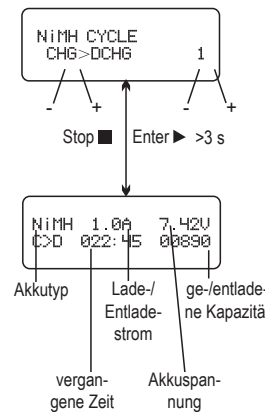 NiMH CYCLE
CHG>DCHG 1
- + - +
Stop ■ Enter ► >3 s
NiMH 1.0A 7.42V
C>D 022:45 00890
Akkutyp Lade-/ ge-/entlade-
Entlade- ne Kapazitä
strom
vergan- Akkuspan-
gene Zeit nung